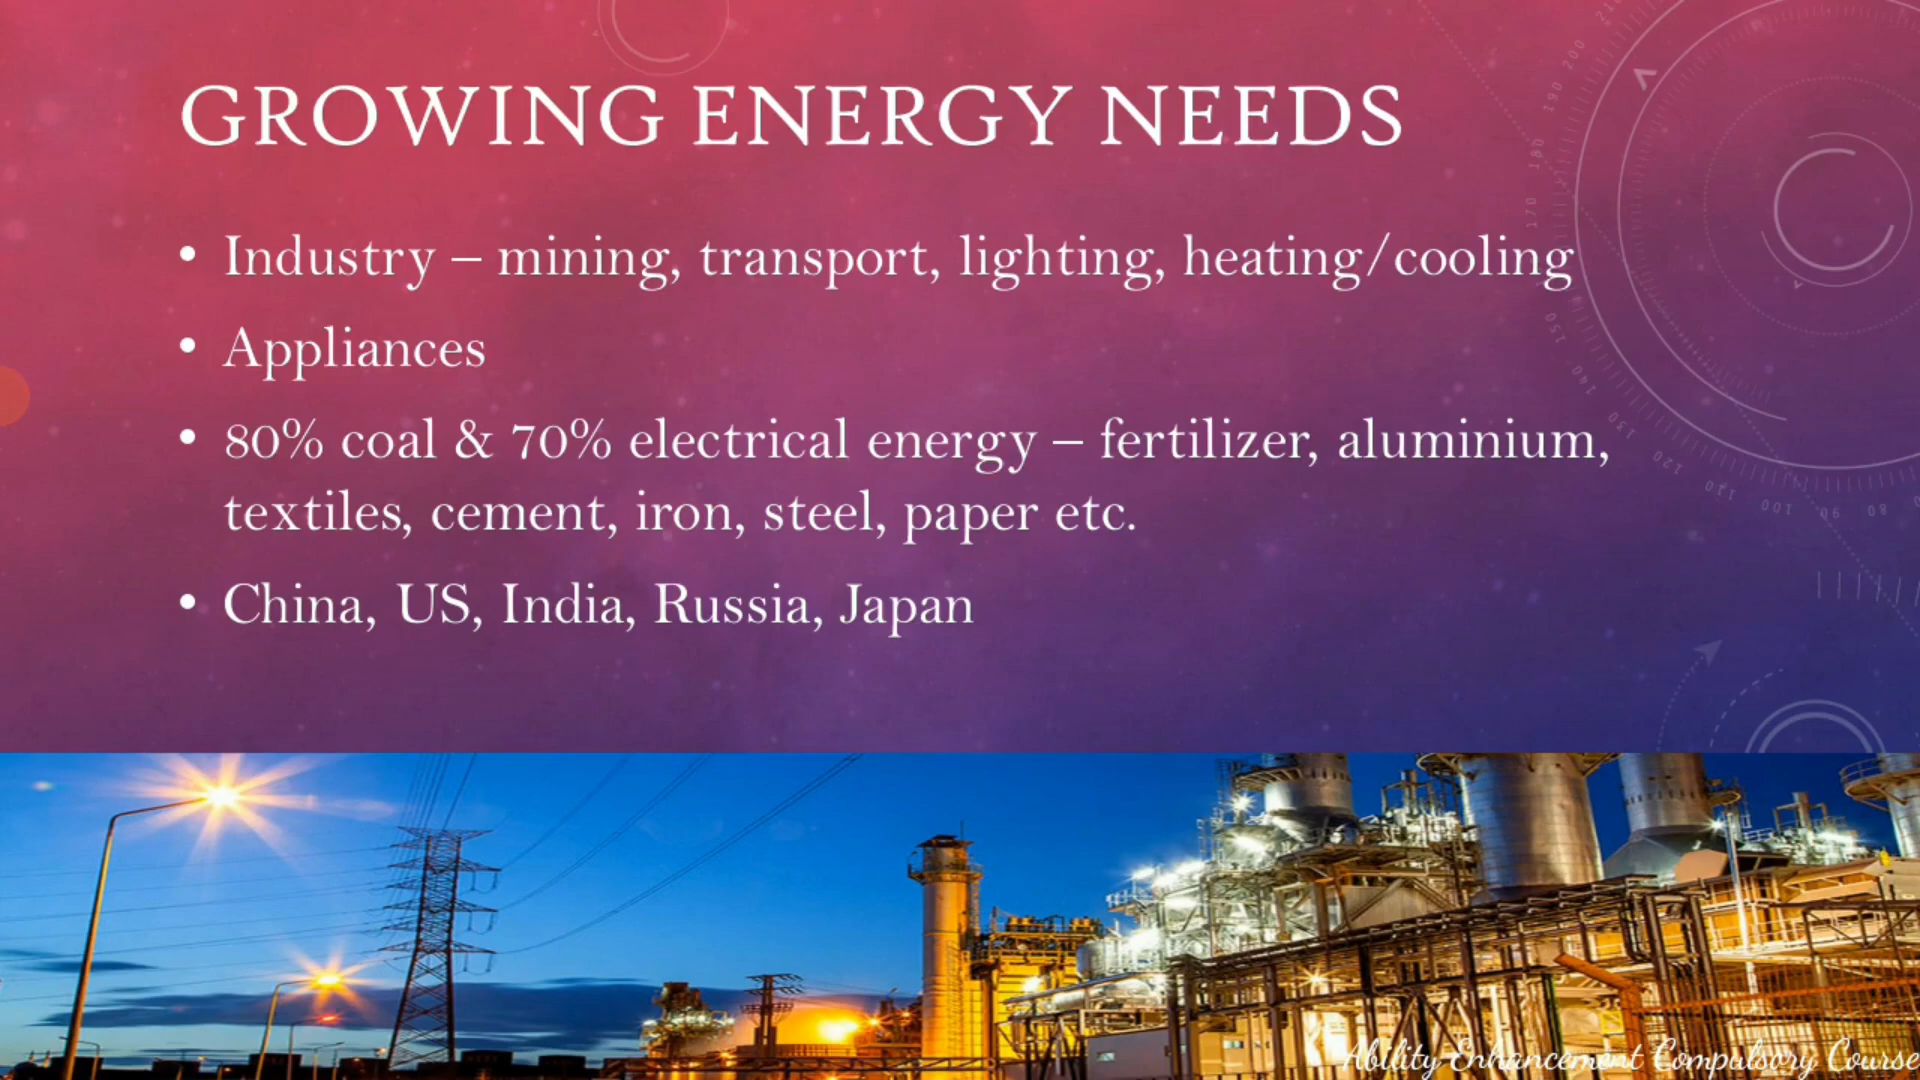 GROWING ENERGY NEEDS
• Industry – mining, transport, lighting, heating/cooling
• Appliances
• 80% coal & 70% electrical energy – fertilizer, aluminium,
textiles, cement, iron, steel, paper etc.
• China, US, India, Russia, Japan
Ability Enhancement Compulsory Course